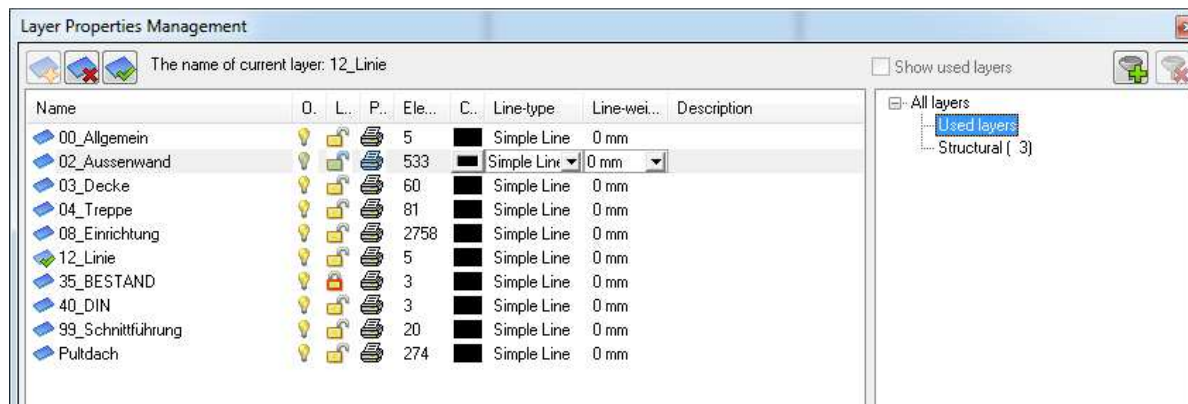 Layer Properties Management
The name of current layer: 12_Linie
Show used layers
Name O. L... P... Ele... C... Line-type Line-wei... Description
00_Allgemein 5 Simple Line 0 mm
02_Aussenwand 533 Simple Line 0 mm
03_Decke 60 Simple Line 0 mm
04_Treppe 81 Simple Line 0 mm
08_Einrichtung 2758 Simple Line 0 mm
12_Linie 5 Simple Line 0 mm
35_BESTAND 3 Simple Line 0 mm
40_DIN 3 Simple Line 0 mm
99_Schnittführung 20 Simple Line 0 mm
Pultdach 274 Simple Line 0 mm
All layers
Used layers
Structural ( 3)